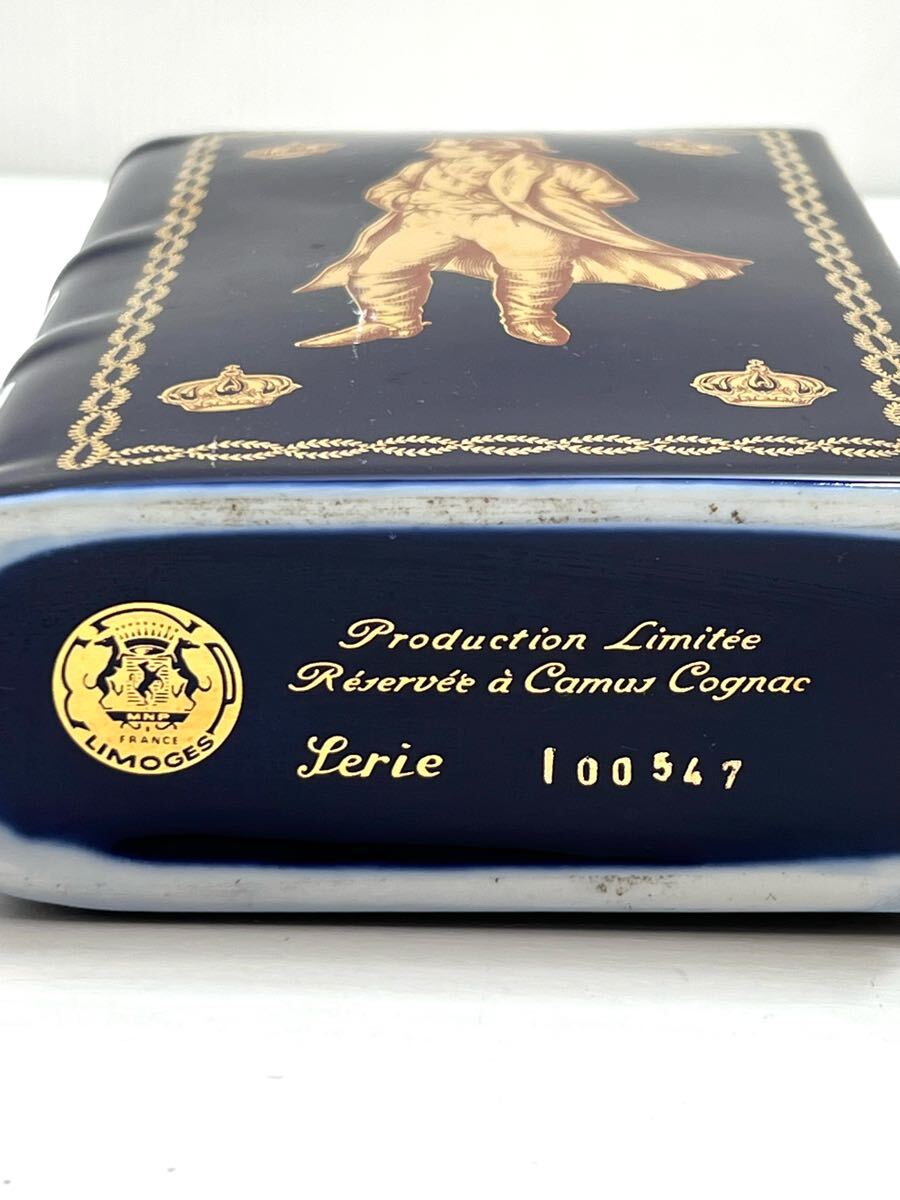 Production Limitée
Réservée à Camus Cognac
Serie 100547
MNP
FRANCE
LIMOGES